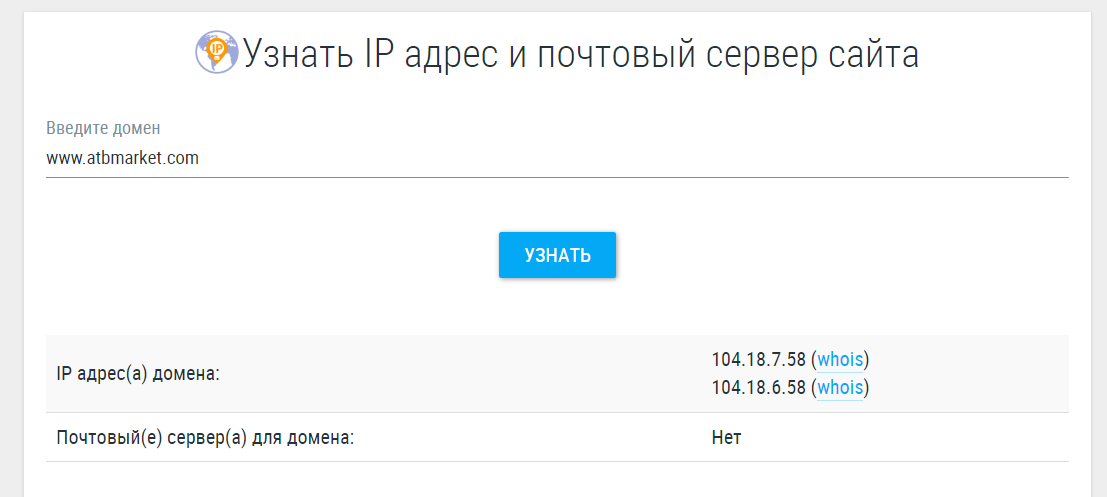 IP
Узнать IP адрес и почтовый сервер сайта
Введите домен
www.atbmarket.com
УЗНАТЬ
IP адрес(а) домена:
104.18.7.58 (whois)
104.18.6.58 (whois)
Почтовый(е) сервер(а) для домена:
Нет